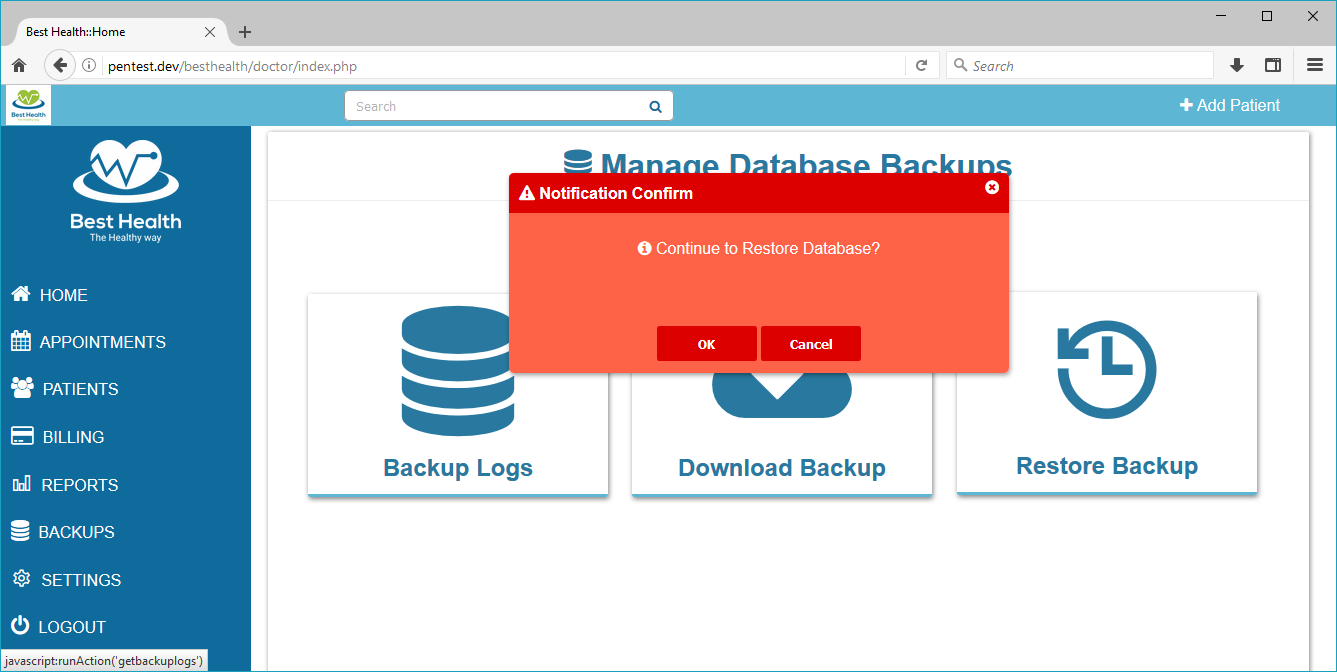 Best Health::Home
pentest.dev/besthealth/doctor/index.php
Search
Best Health
Search
Add Patient
Best Health
The Healthy way
HOME
APPOINTMENTS
PATIENTS
BILLING
REPORTS
BACKUPS
SETTINGS
LOGOUT
Manage Database Backups
Notification Confirm
Continue to Restore Database?
OK Cancel
Backup Logs
Download Backup
Restore Backup
javascript:runAction('getbackuplogs')